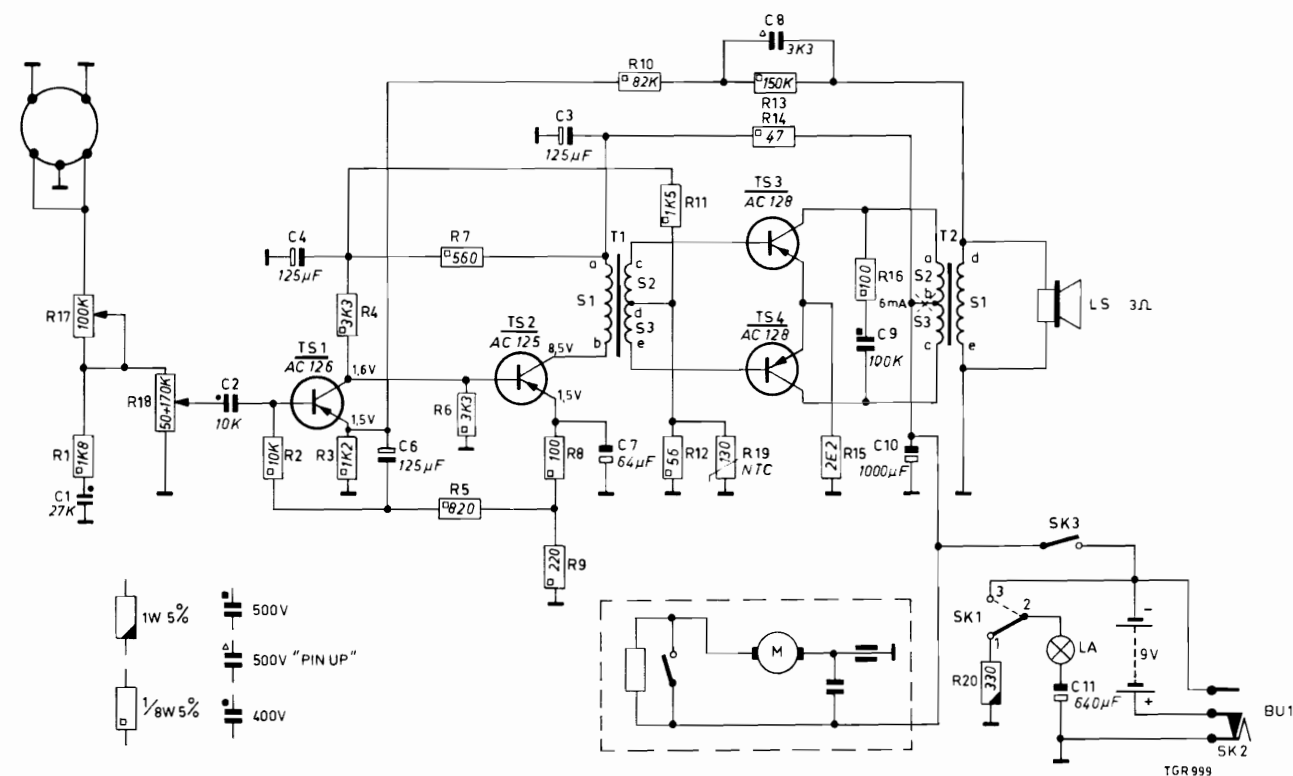 C8
3K3
R10
82K
150K
R13
R14
47
C3
125µF
TS3
AC 128
R11
1K5
C4
125µF
R7
560
T1
a
b
S1
c
S2
d
S3
e
R16
100
T2
a
S2
b
6mA
S3
c
d
S1
e
LS 3Ω
R17
100K
R4
3K3
TS1
AC 126
1,6V
1,5V
TS2
AC 125
8,5V
1,5V
TS4
AC 128
C9
100K
R18
50+170K
C2
10K
R6
3K3
R1
1K8
R2
10K
R3
1K2
C6
125µF
R8
100
C7
64µF
R12
56
130
R19
NTC
2E2
R15
C10
1000µF
C1
27K
R5
820
R9
220
SK3
1W 5%
500V
500V "PIN UP"
1/8W 5%
400V
M
SK1
3
2
1
LA
R20
330
C11
640µF
-
9V
+
BU1
SK2
TGR999